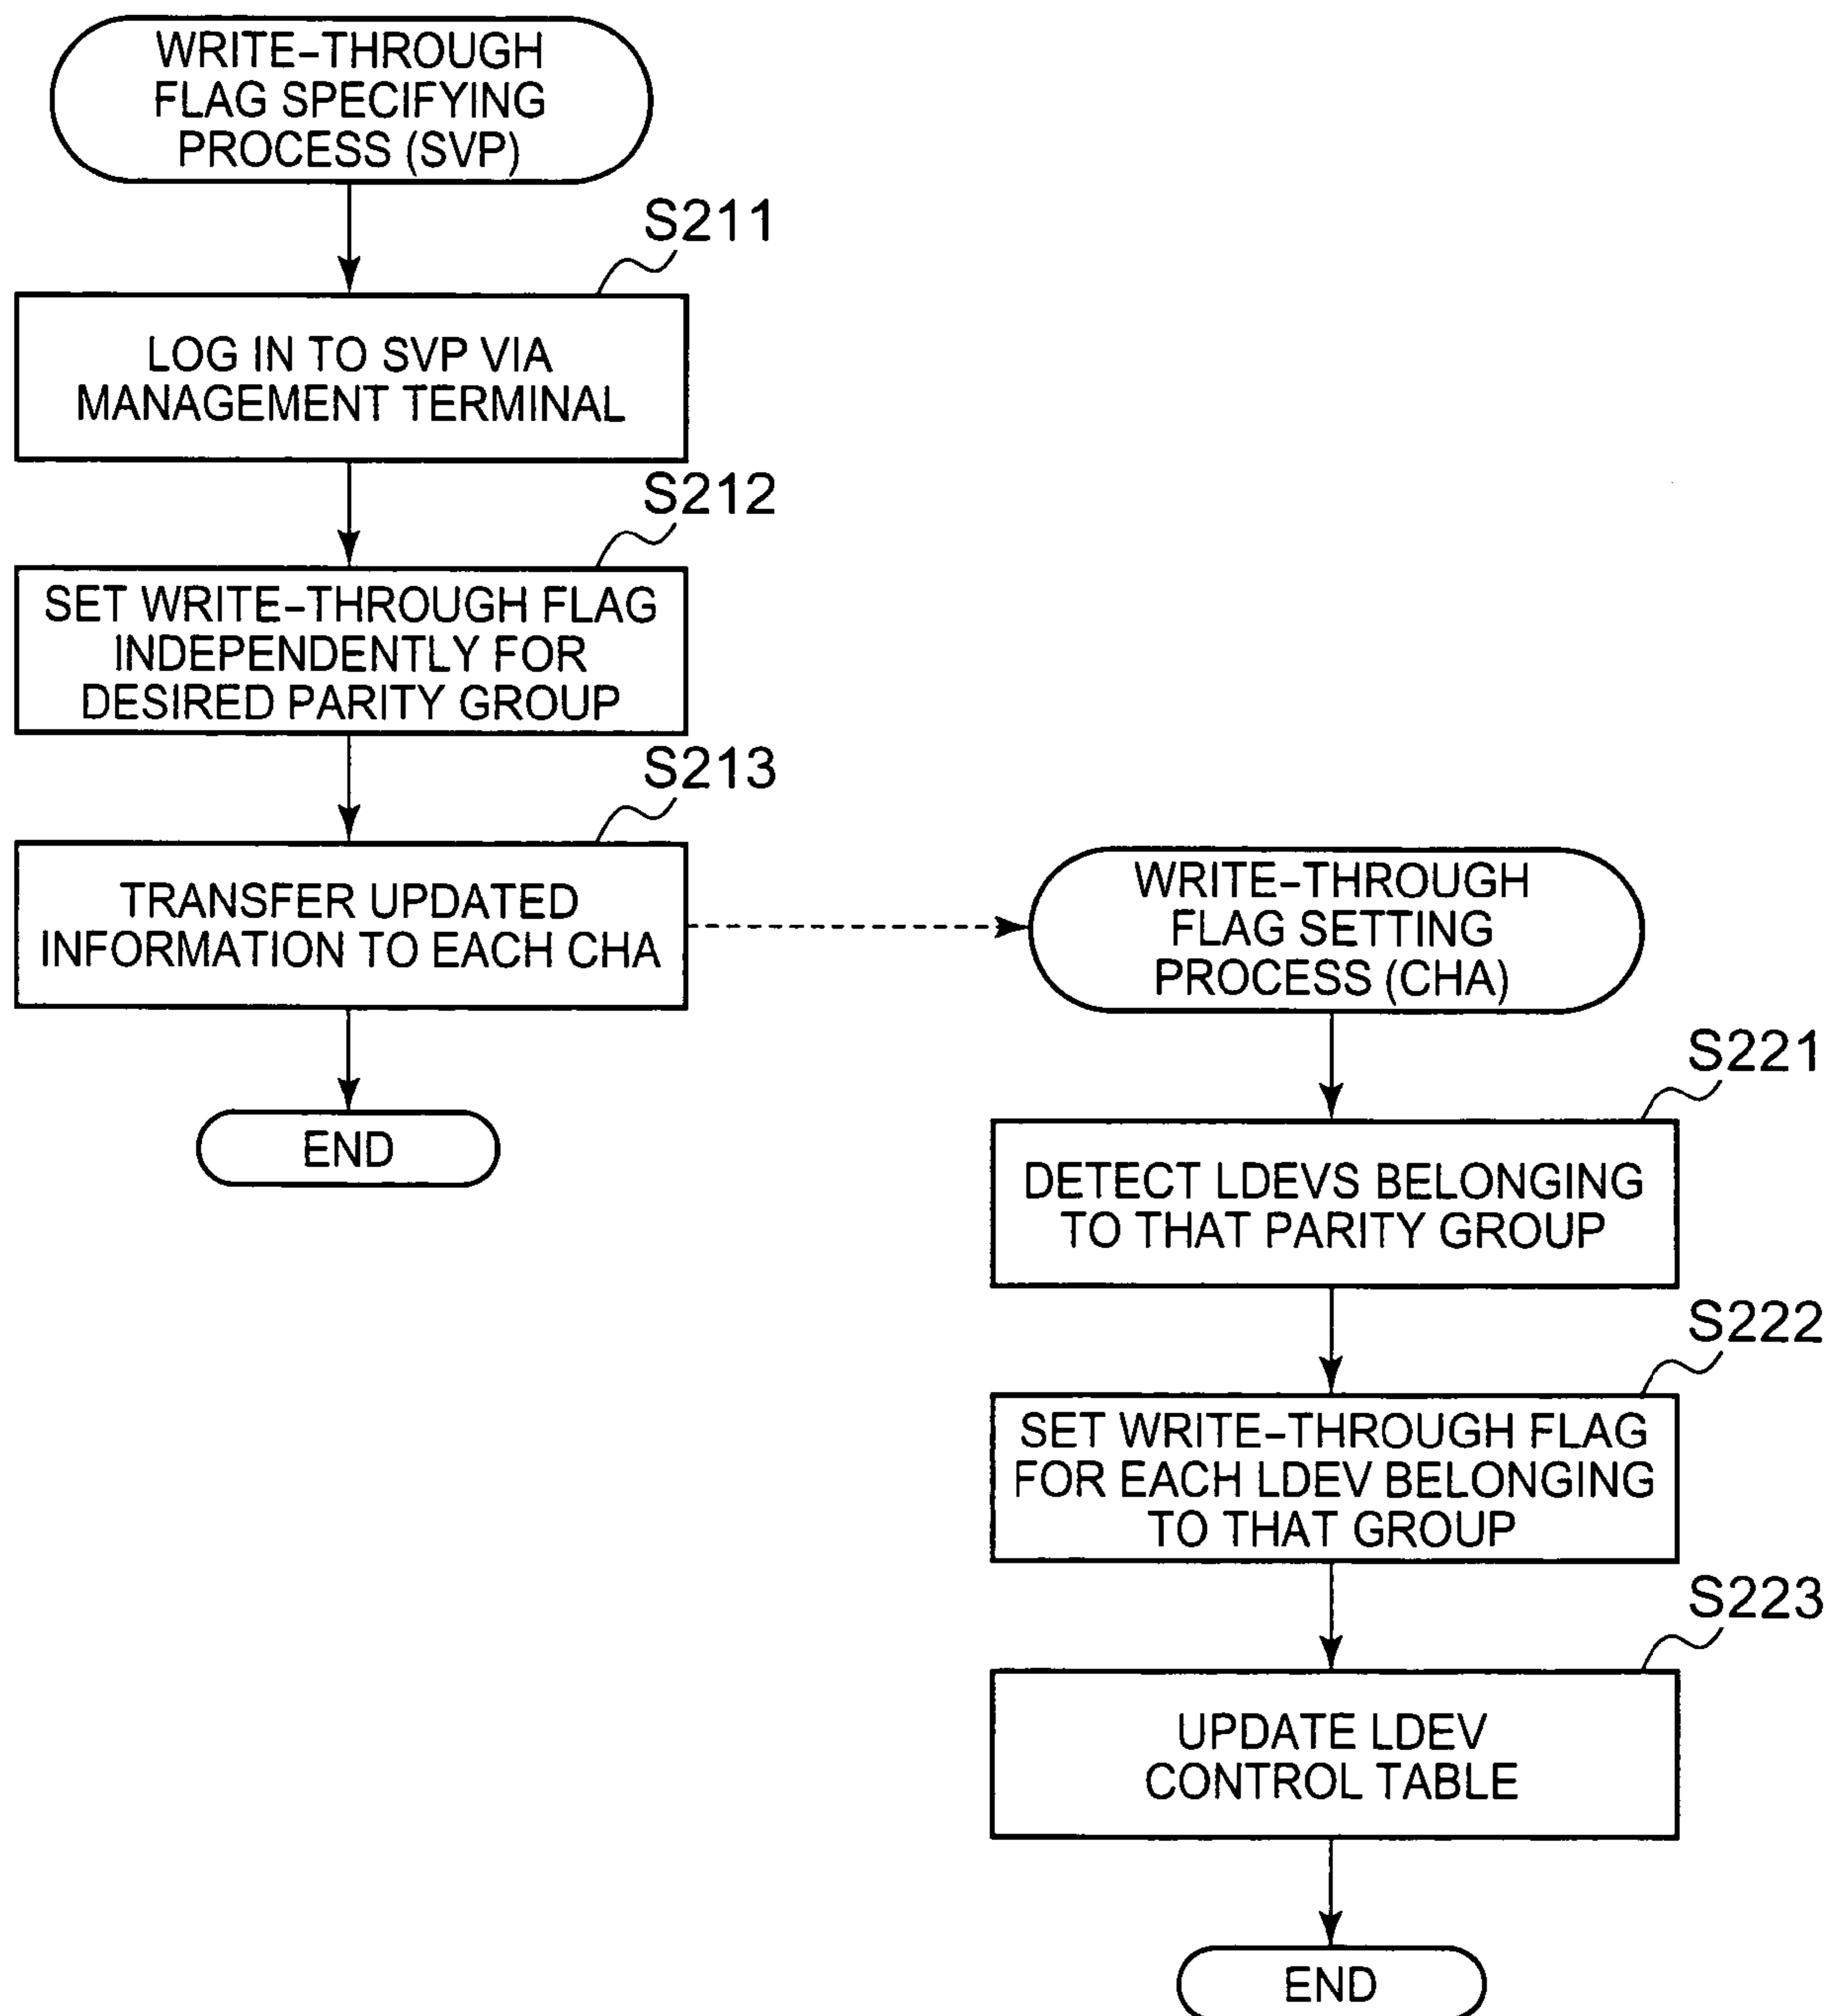 WRITE-THROUGH
FLAG SPECIFYING
PROCESS (SVP)
S211
LOG IN TO SVP VIA
MANAGEMENT TERMINAL
S212
SET WRITE-THROUGH FLAG
INDEPENDENTLY FOR
DESIRED PARITY GROUP
S213
TRANSFER UPDATED
INFORMATION TO EACH CHA
END
WRITE-THROUGH
FLAG SETTING
PROCESS (CHA)
S221
DETECT LDEVS BELONGING
TO THAT PARITY GROUP
S222
SET WRITE-THROUGH FLAG
FOR EACH LDEV BELONGING
TO THAT GROUP
S223
UPDATE LDEV
CONTROL TABLE
END